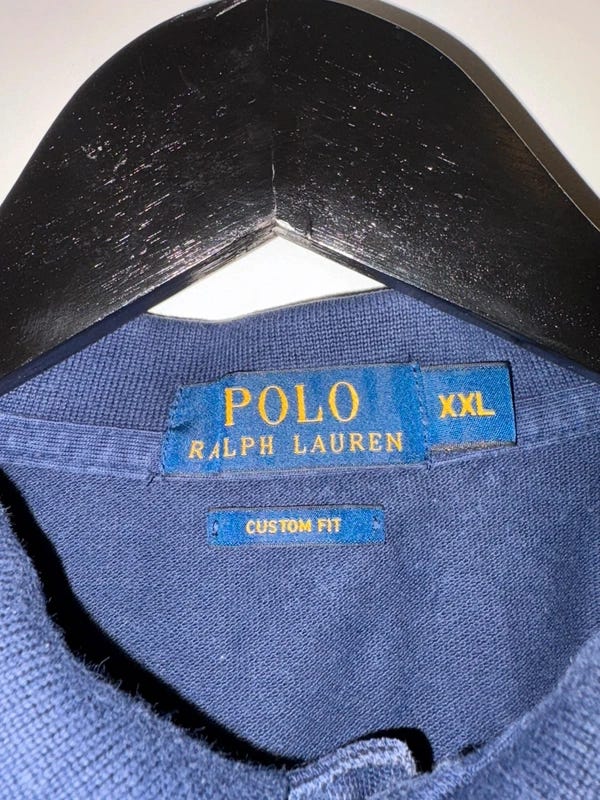 POLO
RALPH LAUREN
XXL
CUSTOM FIT